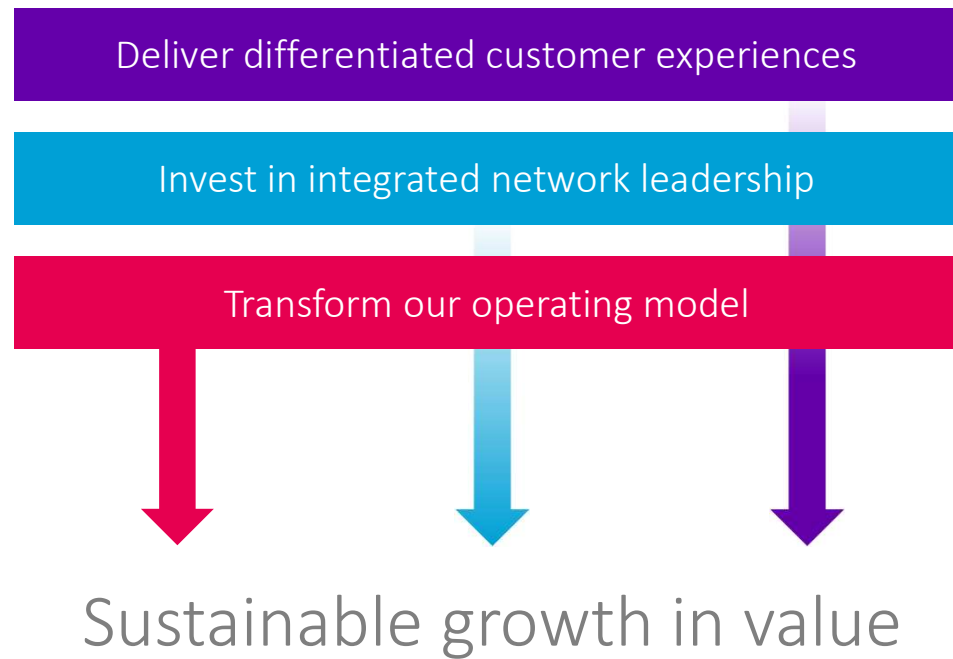 Deliver differentiated customer experiences
Invest in integrated network leadership
Transform our operating model
Sustainable growth in value